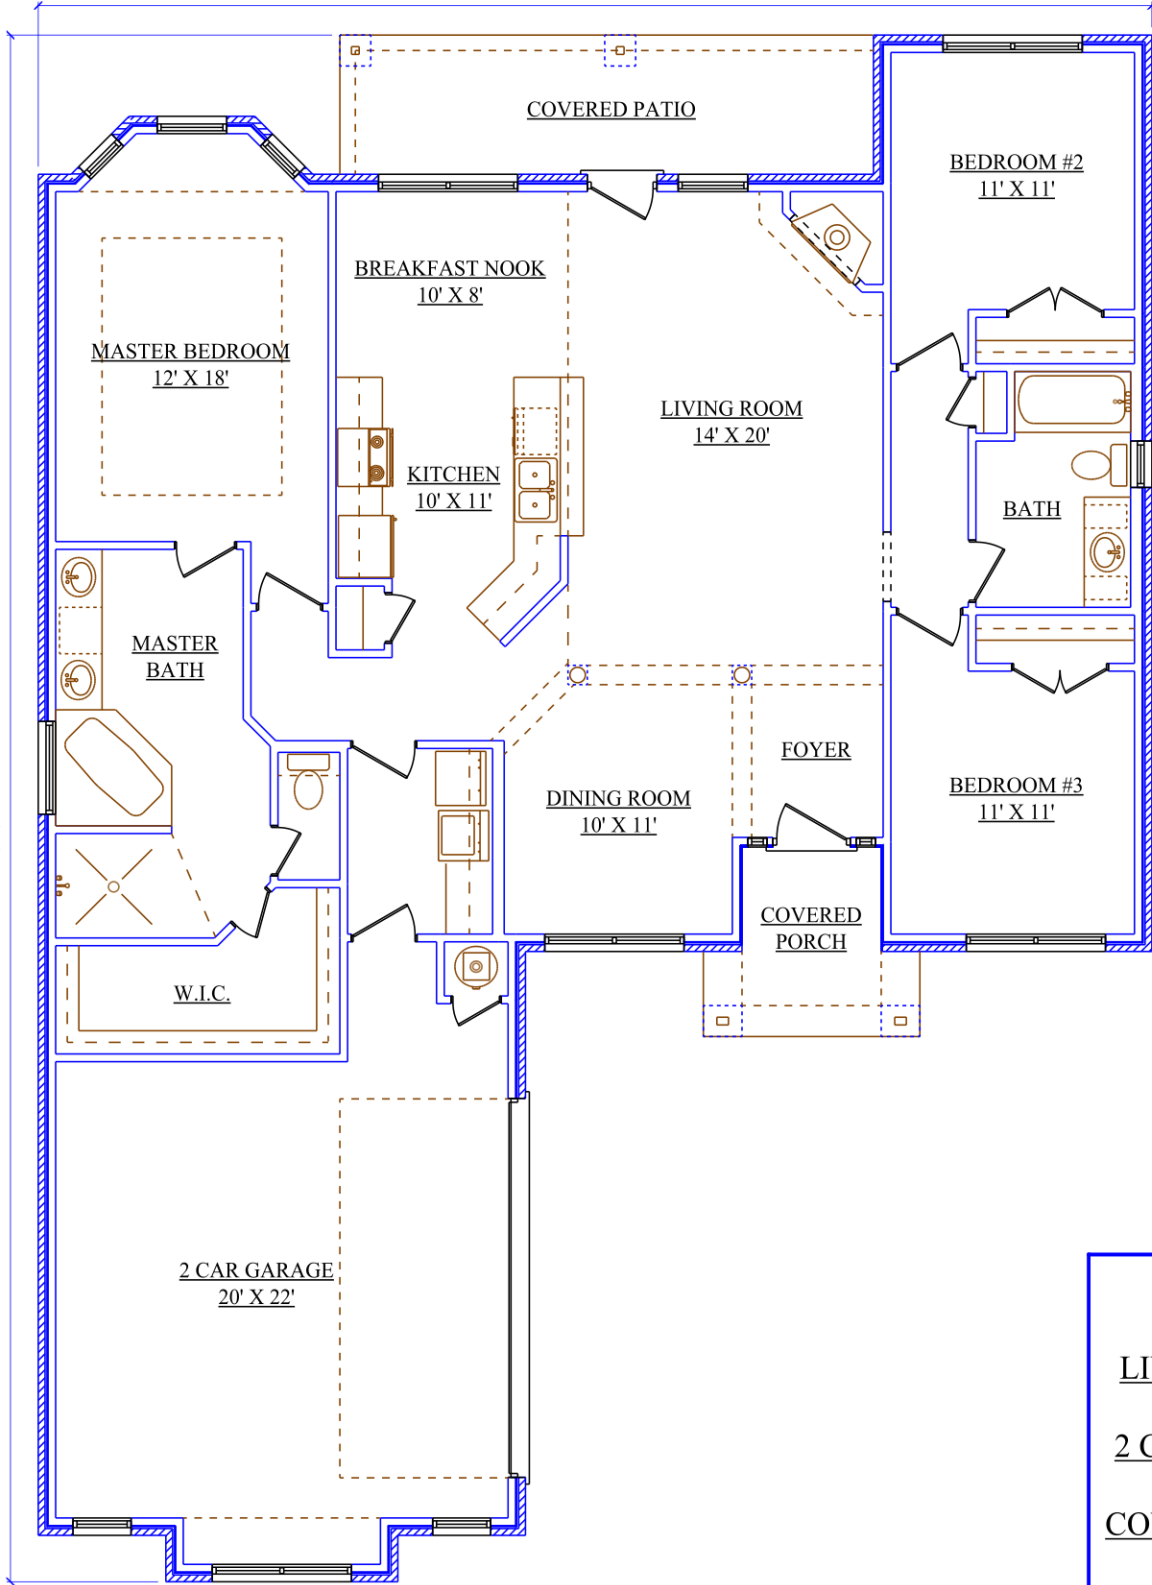 COVERED PATIO
BEDROOM #2
11' X 11'
BREAKFAST NOOK
10' X 8'
MASTER BEDROOM
12' X 18'
LIVING ROOM
14' X 20'
KITCHEN
10' X 11'
BATH
MASTER
BATH
FOYER
DINING ROOM
10' X 11'
BEDROOM #3
11' X 11'
COVERED
PORCH
W.I.C.
2 CAR GARAGE
20' X 22'
2